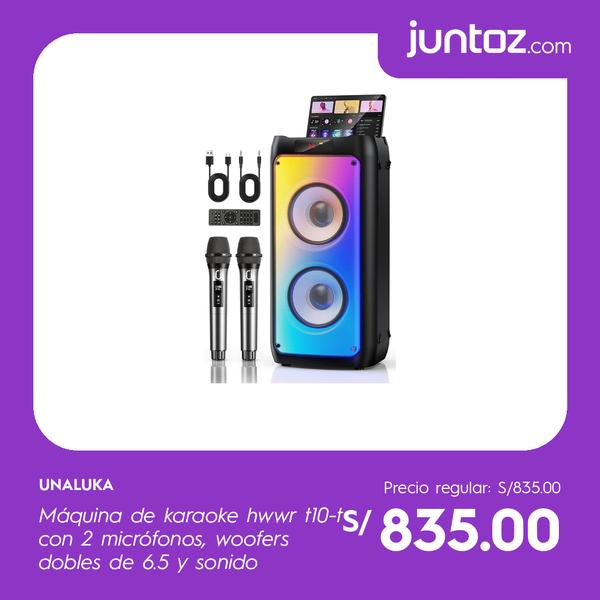 juntoz.com
UNALUKA
Máquina de karaoke hwwr t10-t
con 2 micrófonos, woofers
dobles de 6.5 y sonido
Precio regular: S/835.00
S/ 835.00